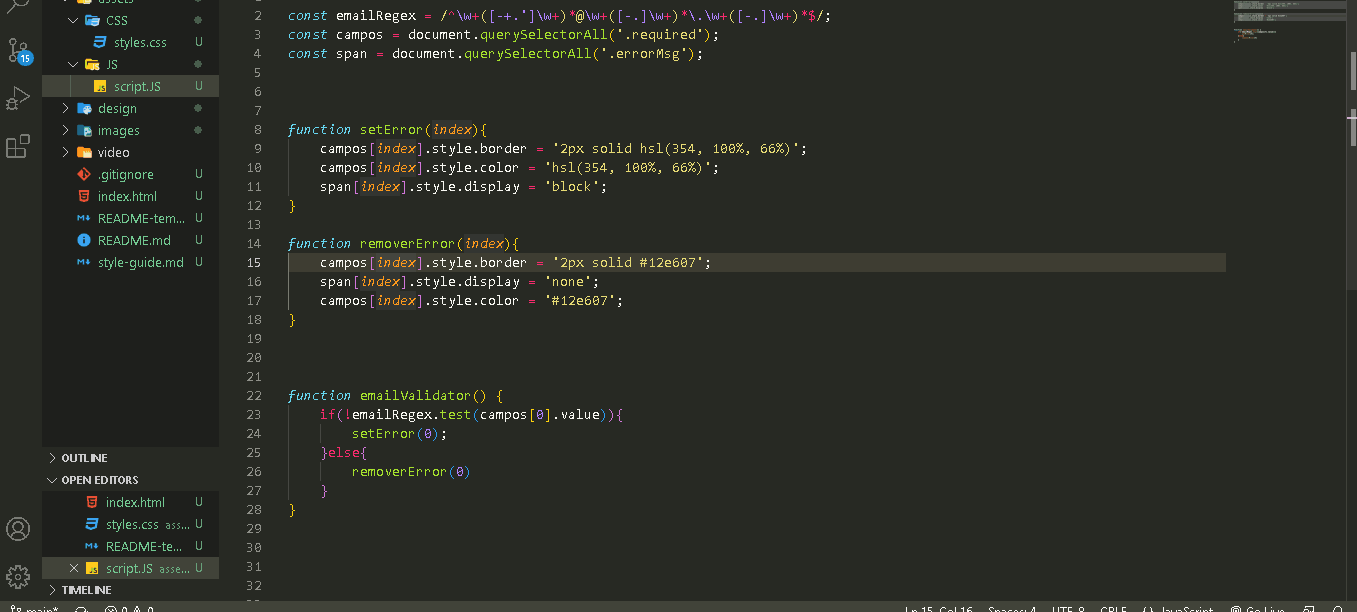 assets
CSS
styles.css U
JS
script.JS U
design
images
video
.gitignore U
index.html U
README-tem... U
README.md U
style-guide.md U
OUTLINE
OPEN EDITORS
index.html U
styles.css asse... U
README-te... U
script.JS asse... U
TIMELINE
15
2 const emailRegex = /^\w+([-+.']\w+)*@\w+([-.]\w+)*\.\w+([-.]\w+)*$/;
3 const campos = document.querySelectorAll('.required');
4 const span = document.querySelectorAll('.errorMsg');
5
6
7
8 function setError(index){
9 campos[index].style.border = '2px solid hsl(354, 100%, 66%)';
10 campos[index].style.color = 'hsl(354, 100%, 66%)';
11 span[index].style.display = 'block';
12 }
13
14 function removerError(index){
15 campos[index].style.border = '2px solid #12e607';
16 span[index].style.display = 'none';
17 campos[index].style.color = '#12e607';
18 }
19
20
21
22 function emailValidator() {
23 if(!emailRegex.test(campos[0].value)){
24 setError(0);
25 }else{
26 removerError(0)
27 }
28 }
29
30
31
32
main* 0 0 Ln 15, Col 16 Spaces: 4 UTF-8 CRLF {} JavaScript Go Live